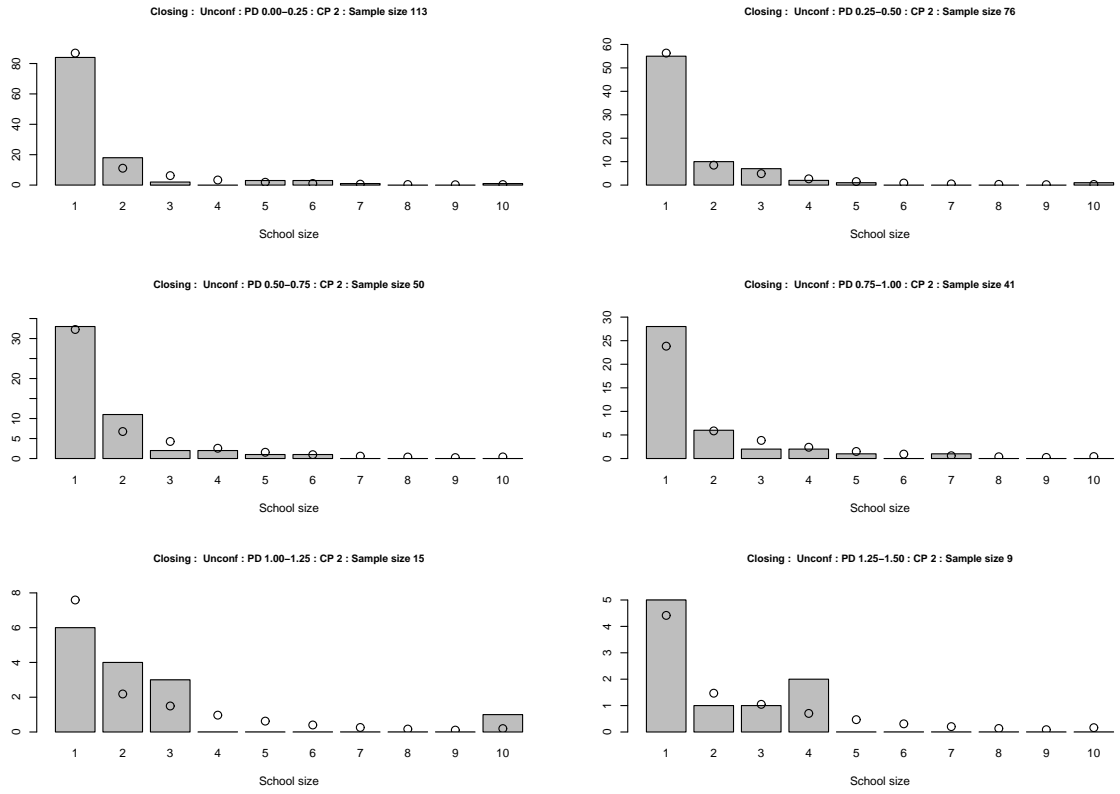 Closing :  Unconf : PD 0.00–0.25 : CP 2 : Sample size 113
0 20 40 60 80
1 2 3 4 5 6 7 8 9 10
School size
Closing :  Unconf : PD 0.25–0.50 : CP 2 : Sample size 76
0 10 20 30 40 50 60
1 2 3 4 5 6 7 8 9 10
School size
Closing :  Unconf : PD 0.50–0.75 : CP 2 : Sample size 50
0 5 10 20 30
1 2 3 4 5 6 7 8 9 10
School size
Closing :  Unconf : PD 0.75–1.00 : CP 2 : Sample size 41
0 5 10 15 20 25 30
1 2 3 4 5 6 7 8 9 10
School size
Closing :  Unconf : PD 1.00–1.25 : CP 2 : Sample size 15
0 2 4 6 8
1 2 3 4 5 6 7 8 9 10
School size
Closing :  Unconf : PD 1.25–1.50 : CP 2 : Sample size 9
0 1 2 3 4 5
1 2 3 4 5 6 7 8 9 10
School size